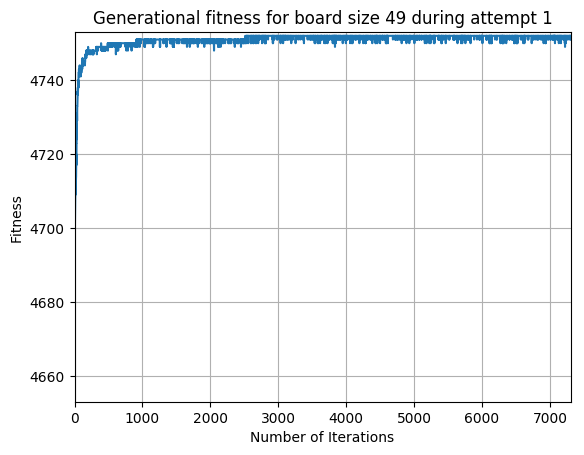 Generational fitness for board size 49 during attempt 1
Fitness
4740
4720
4700
4680
4660
0 1000 2000 3000 4000 5000 6000 7000
Number of Iterations